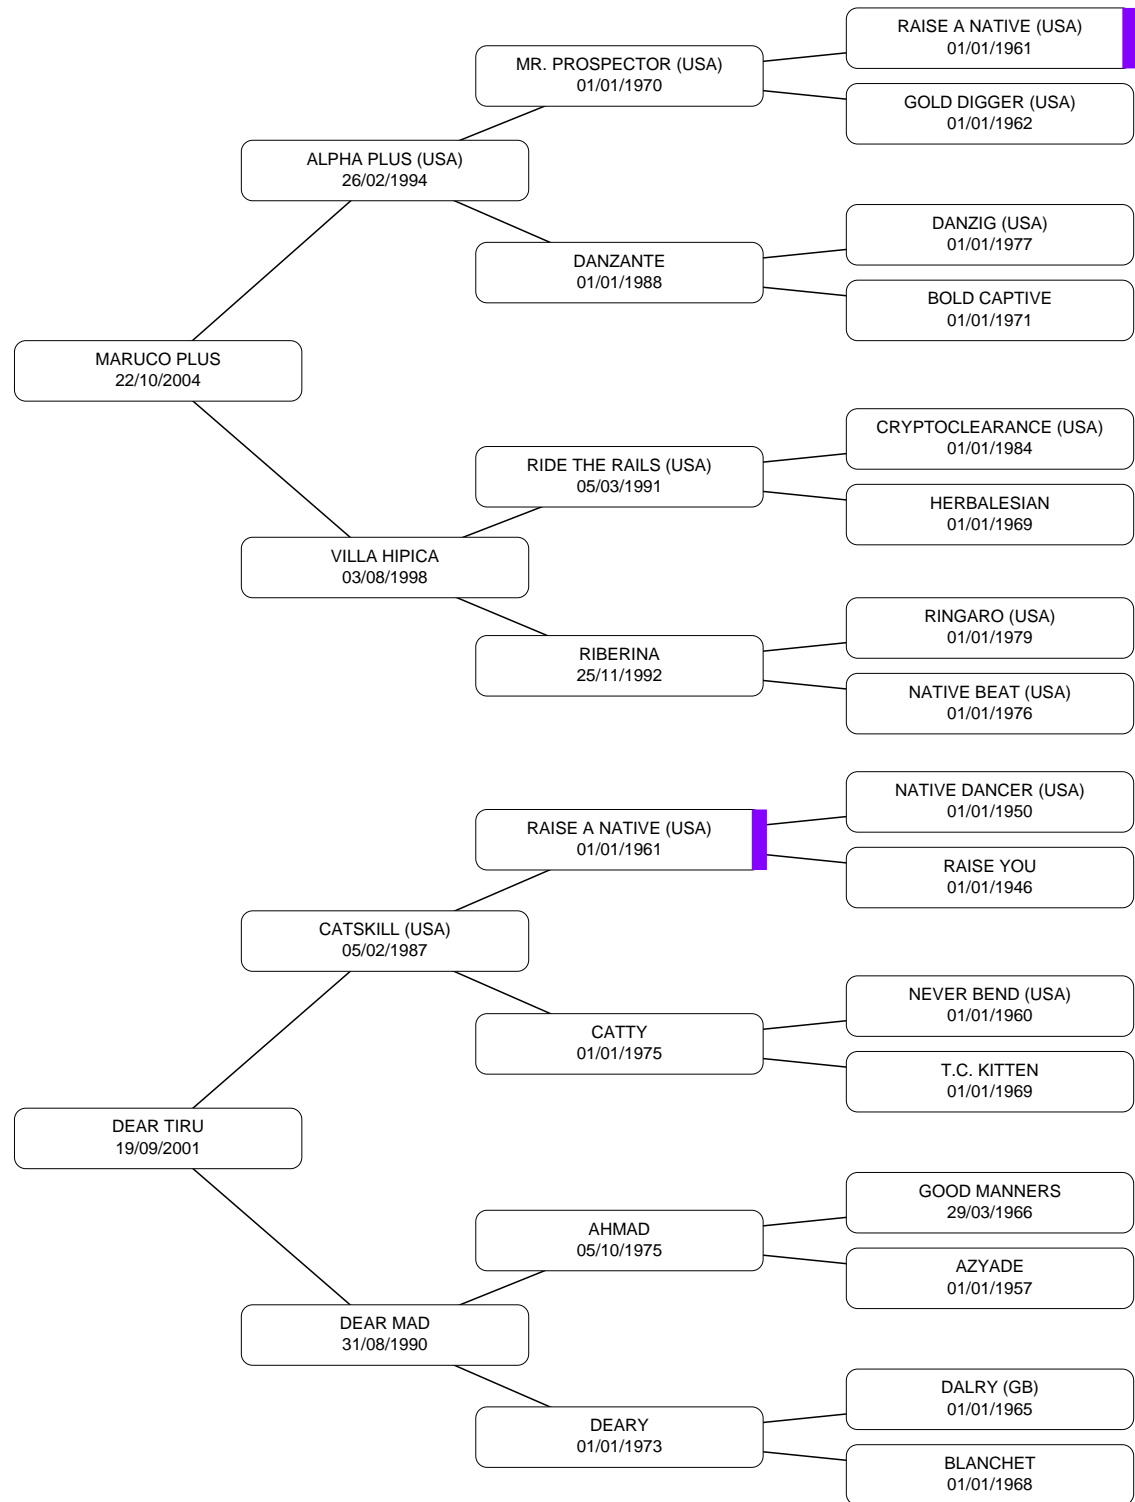 RAISE A NATIVE (USA)
01/01/1961
MR. PROSPECTOR (USA)
01/01/1970
GOLD DIGGER (USA)
01/01/1962
ALPHA PLUS (USA)
26/02/1994
DANZIG (USA)
01/01/1977
DANZANTE
01/01/1988
BOLD CAPTIVE
01/01/1971
MARUCO PLUS
22/10/2004
CRYPTOCLEARANCE (USA)
01/01/1984
RIDE THE RAILS (USA)
05/03/1991
HERBALESIAN
01/01/1969
VILLA HIPICA
03/08/1998
RINGARO (USA)
01/01/1979
RIBERINA
25/11/1992
NATIVE BEAT (USA)
01/01/1976
NATIVE DANCER (USA)
01/01/1950
RAISE A NATIVE (USA)
01/01/1961
RAISE YOU
01/01/1946
CATSKILL (USA)
05/02/1987
NEVER BEND (USA)
01/01/1960
CATTY
01/01/1975
T.C. KITTEN
01/01/1969
DEAR TIRU
19/09/2001
GOOD MANNERS
29/03/1966
AHMAD
05/10/1975
AZYADE
01/01/1957
DEAR MAD
31/08/1990
DALRY (GB)
01/01/1965
DEARY
01/01/1973
BLANCHET
01/01/1968